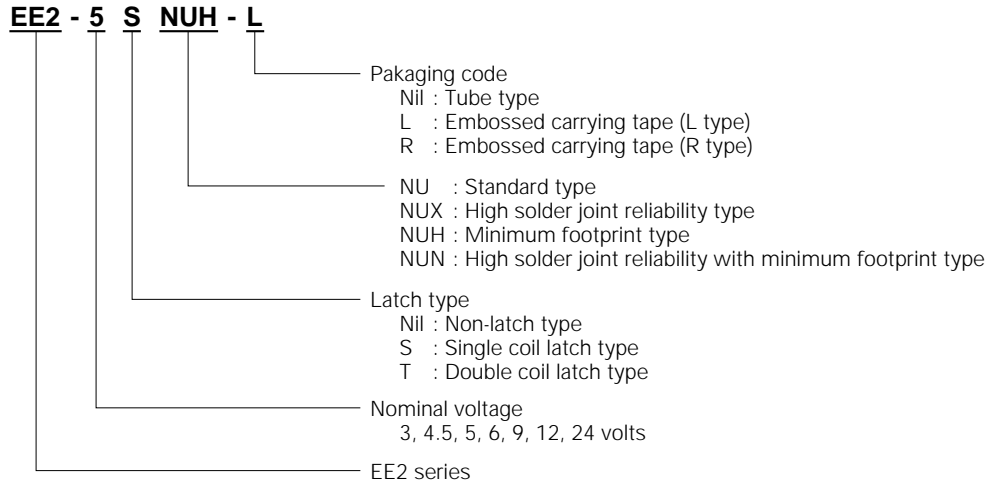 EE2 - 5 S NUH - L
Pakaging code
Nil : Tube type
L : Embossed carrying tape (L type)
R : Embossed carrying tape (R type)
NU : Standard type
NUX : High solder joint reliability type
NUH : Minimum footprint type
NUN : High solder joint reliability with minimum footprint type
Latch type
Nil : Non-latch type
S : Single coil latch type
T : Double coil latch type
Nominal voltage
3, 4.5, 5, 6, 9, 12, 24 volts
EE2 series